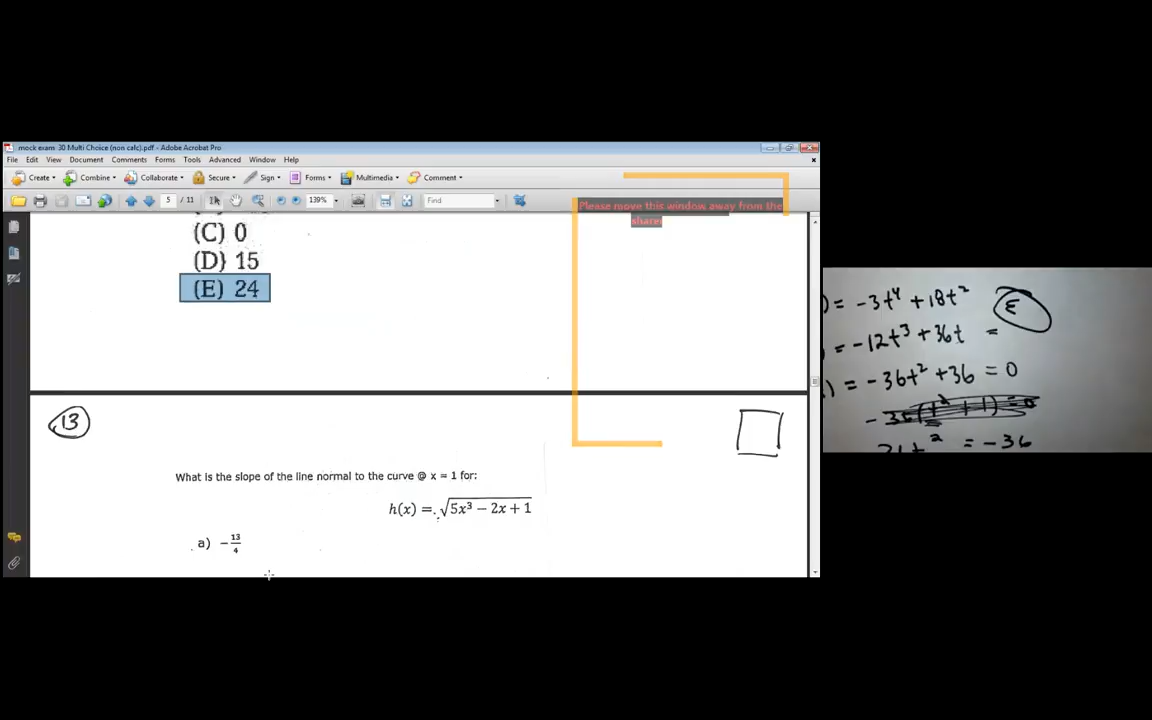 mock exam 30 Multi Choice (non calc).pdf - Adobe Acrobat Pro
File Edit View Document Comments Forms Tools Advanced Window Help
Create Combine Collaborate Secure Sign Forms Multimedia Comment
5 / 11 139% Find
Please move this window away from the
sharer
(C) 0
(D) 15
(E) 24
13
What is the slope of the line normal to the curve @ x = 1 for:
h(x) = √5x³ − 2x + 1
a) −13/4
) = -3t⁴ + 18t²
E
) = -12t³ + 36t =
) = -36t² + 36 = 0
t² = -36